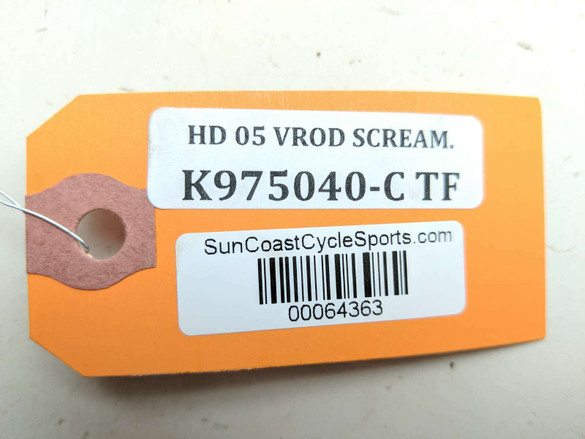 HD 05 VROD SCREAM.
K975040-C TF
SunCoastCycleSports.com
00064363